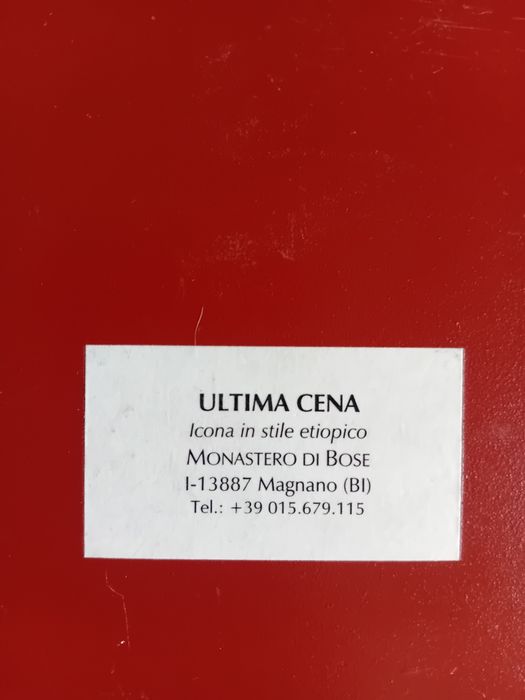 ULTIMA CENA
Icona in stile etiopico
MONASTERO DI BOSE
I-13887 Magnano (BI)
Tel.: +39 015.679.115